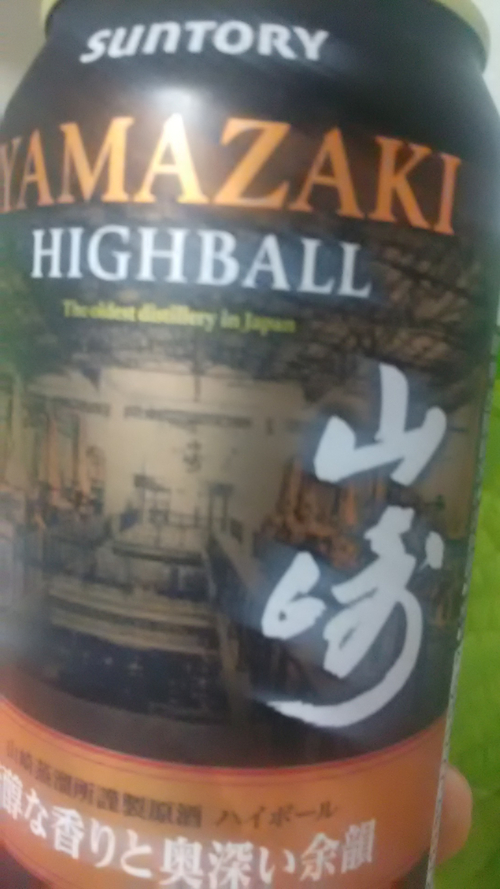 SUNTORY
YAMAZAKI
HIGHBALL
The oldest distillery in Japan
山崎
山崎蒸溜所謹製原酒 ハイボール
醇な香りと奥深い余韻